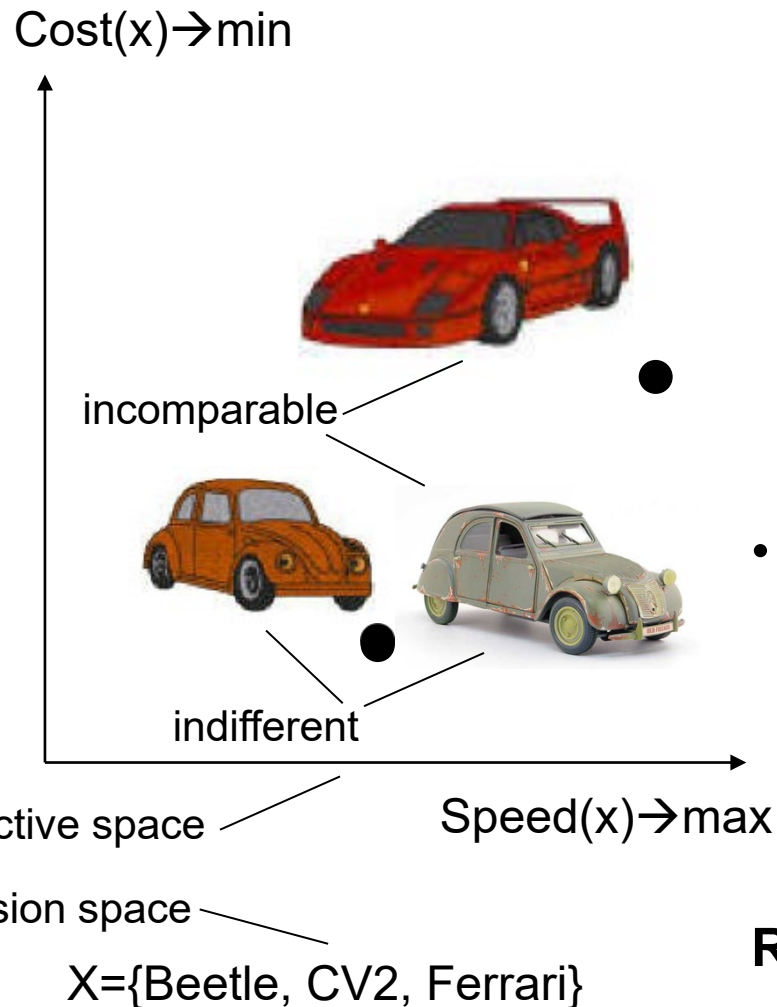 Cost(x)→min
incomparable
indifferent
ctive space
Speed(x)→max
sion space
X={Beetle, CV2, Ferrari}
R